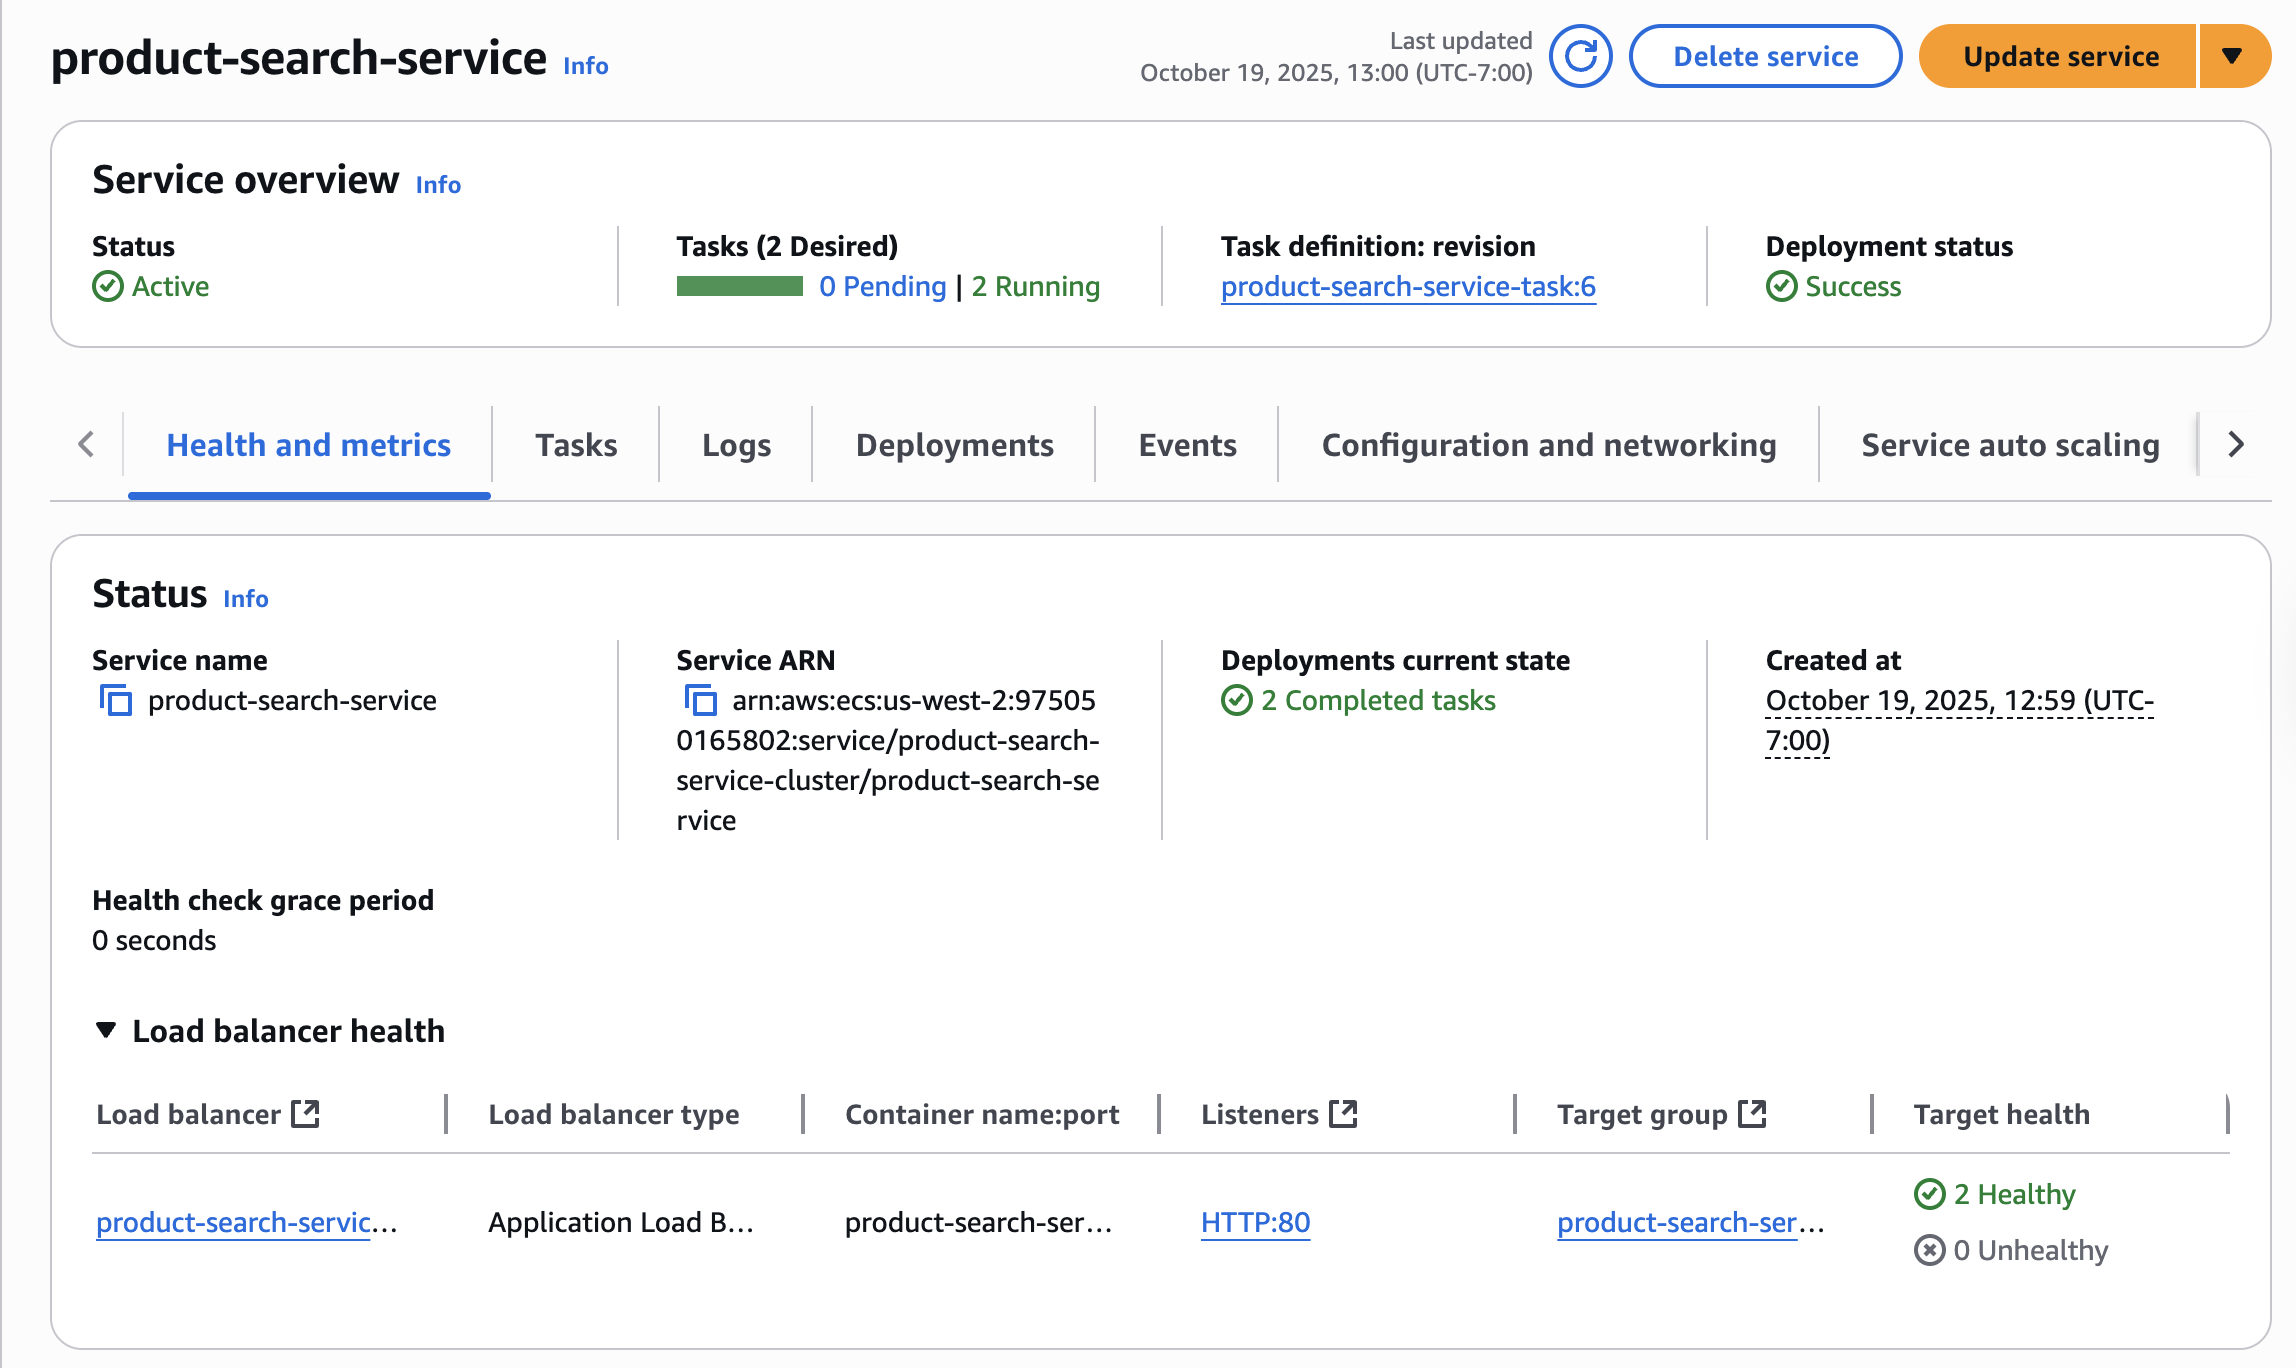 product-search-service Info
Last updated
October 19, 2025, 13:00 (UTC-7:00)
Delete service
Update service
Service overview Info
Status
Active
Tasks (2 Desired)
0 Pending | 2 Running
Task definition: revision
product-search-service-task:6
Deployment status
Success
Health and metrics
Tasks
Logs
Deployments
Events
Configuration and networking
Service auto scaling
Status Info
Service name
product-search-service
Service ARN
arn:aws:ecs:us-west-2:97505
0165802:service/product-search-
service-cluster/product-search-se
rvice
Deployments current state
2 Completed tasks
Created at
October 19, 2025, 12:59 (UTC-
7:00)
Health check grace period
0 seconds
Load balancer health
Load balancer
Load balancer type
Container name:port
Listeners
Target group
Target health
product-search-servic...
Application Load B...
product-search-ser...
HTTP:80
product-search-ser...
2 Healthy
0 Unhealthy